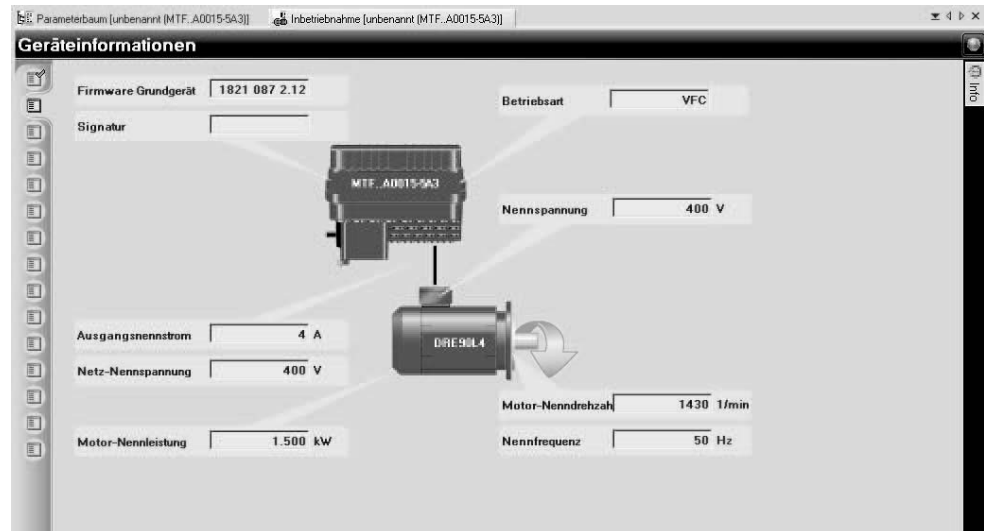 Parameterbaum [unbenannt (MTF..A0015-5A3)]
Inbetriebnahme [unbenannt (MTF..A0015-5A3)]
Geräteinformationen
Info
Firmware Grundgerät 1821 087 2.12
Betriebsart VFC
Signatur
MTF..A0015-5A3
Nennspannung 400 V
Ausgangsnennstrom 4 A
DRE90L4
Netz-Nennspannung 400 V
Motor-Nenndrehzahl 1430 1/min
Motor-Nennleistung 1.500 kW
Nennfrequenz 50 Hz